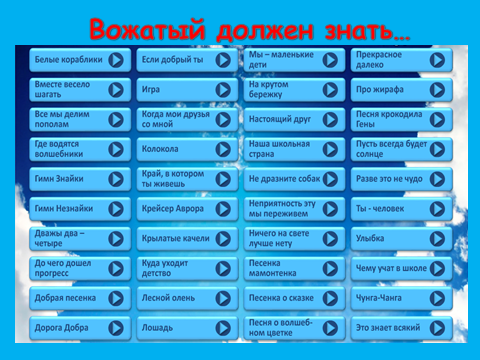 Вожатый должен знать...
Белые кораблики
Вместе весело
шагать
Все мы делим
пополам
Где водятся
волшебники
Гимн Знайки
Гимн Незнайки
Дважды два –
четыре
До чего дошел
прогресс
Добрая песенка
Дорога Добра
Если добрый ты
Игра
Когда мои друзья
со мной
Колокола
Край, в котором
ты живешь
Крейсер Аврора
Крылатые качели
Куда уходит
детство
Лесной олень
Лошадь
Мы – маленькие
дети
На крутом
бережку
Настоящий друг
Наша школьная
страна
Не дразните собак
Неприятность эту
мы переживем
Ничего на свете
лучше нету
Песенка
мамонтенка
Песенка о сказке
Песня о волшеб-
ном цветке
Прекрасное
далеко
Про жирафа
Песня крокодила
Гены
Пусть всегда будет
солнце
Разве это не чудо
Ты - человек
Улыбка
Чему учат в школе
Чунга-Чанга
Это знает всякий